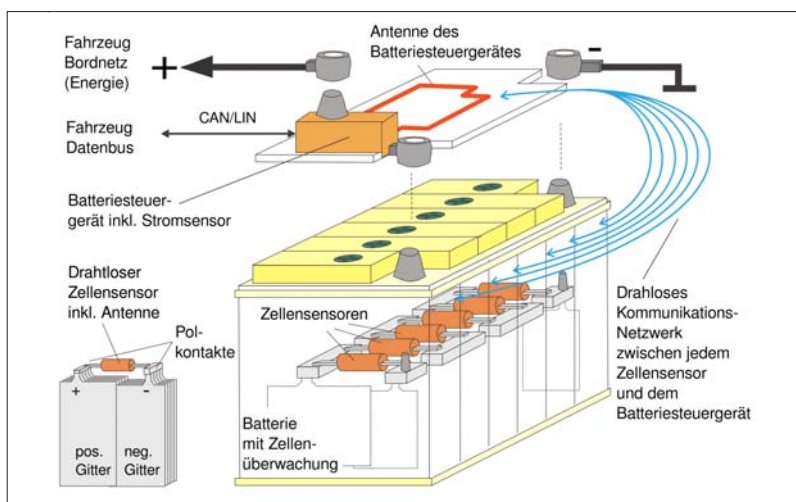 Fahrzeug
Bordnetz
(Energie)
+
Antenne des
Batteriesteuergerätes
-
CAN/LIN
Fahrzeug
Datenbus
Batteriesteuer-
gerät inkl. Stromsensor
Drahtloser
Zellensensor
inkl. Antenne
Pol-
kontakte
Zellensensoren
Drahloses
Kommunikations-
Netzwerk
zwischen jedem
Zellensensor
und dem
Batteriesteuergerät
+
-
pos.
Gitter
neg.
Gitter
Batterie
mit Zellen-
überwachung